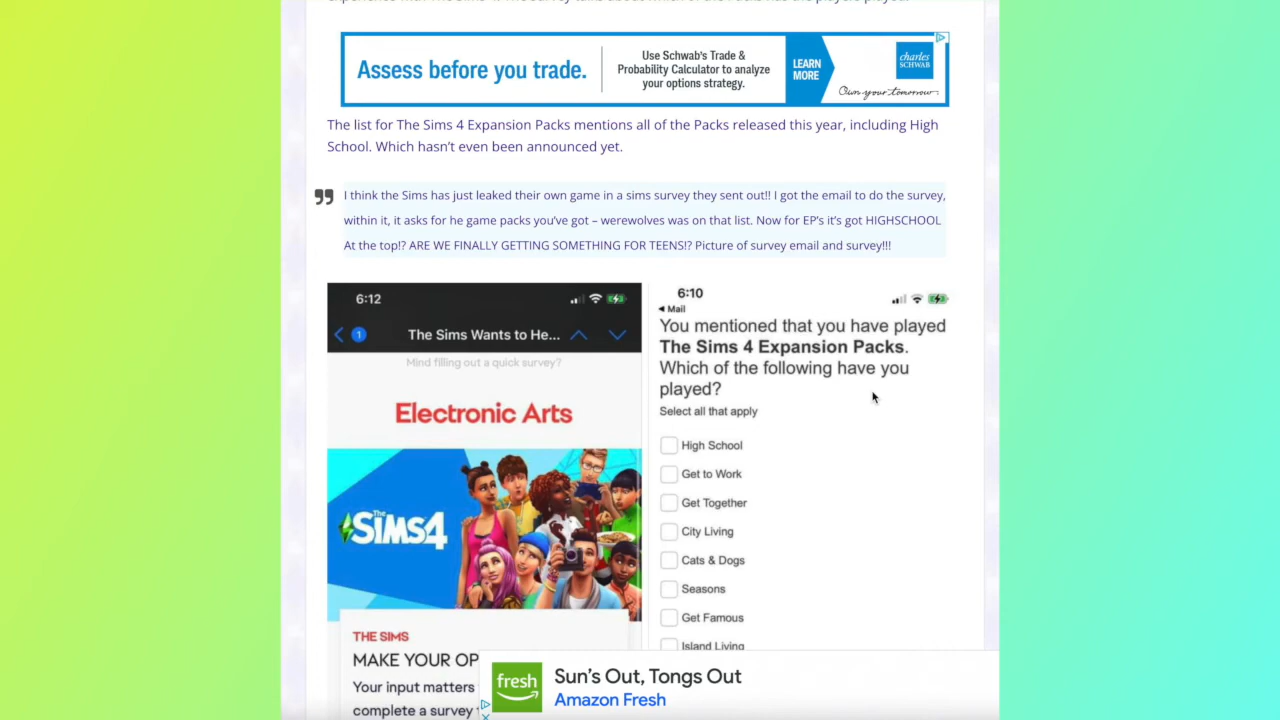 Assess before you trade.
Use Schwab's Trade &
Probability Calculator to analyze
your options strategy.
LEARN
MORE
charles
SCHWAB
Own your tomorrow.
The list for The Sims 4 Expansion Packs mentions all of the Packs released this year, including High
School. Which hasn't even been announced yet.
I think the Sims has just leaked their own game in a sims survey they sent out!! I got the email to do the survey,
within it, it asks for he game packs you've got – werewolves was on that list. Now for EP's it's got HIGHSCHOOL
At the top!? ARE WE FINALLY GETTING SOMETHING FOR TEENS!? Picture of survey email and survey!!!
6:12
1
The Sims Wants to He...
Mind filling out a quick survey?
Electronic Arts
THE SIMS4
THE SIMS
MAKE YOUR OP
Your input matters
complete a survey
6:10
Mail
You mentioned that you have played
The Sims 4 Expansion Packs.
Which of the following have you
played?
Select all that apply
High School
Get to Work
Get Together
City Living
Cats & Dogs
Seasons
Get Famous
Island Living
fresh
Sun's Out, Tongs Out
Amazon Fresh